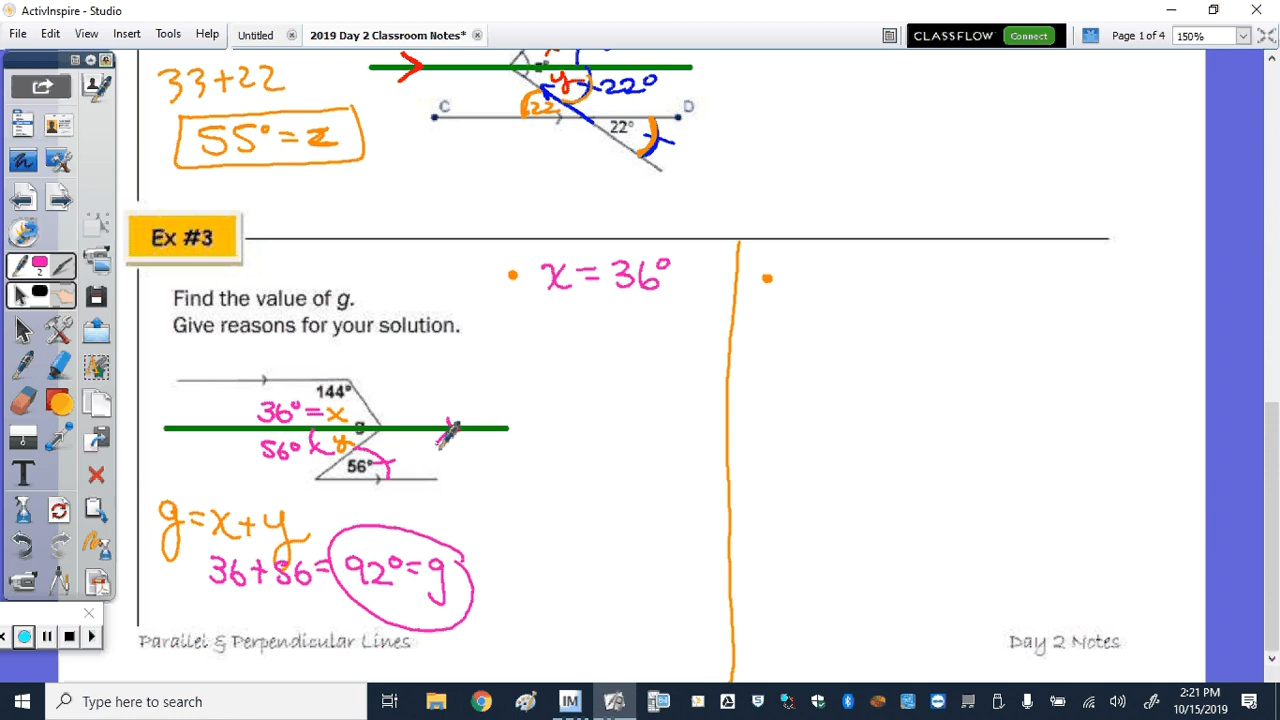 ActivInspire - Studio
File Edit View Insert Tools Help
Untitled
2019 Day 2 Classroom Notes*
CLASSFLOW Connect
Page 1 of 4
150%
33+22
55° = z
y 22°
C 22 D
22°
Ex #3
x = 36°
Find the value of g.
Give reasons for your solution.
144°
36° = x
g
56° y
56°
g = x + y
36 + 56 = 92° = g
Parallel & Perpendicular Lines
Day 2 Notes
2
T
Type here to search
IM
2:21 PM
10/15/2019